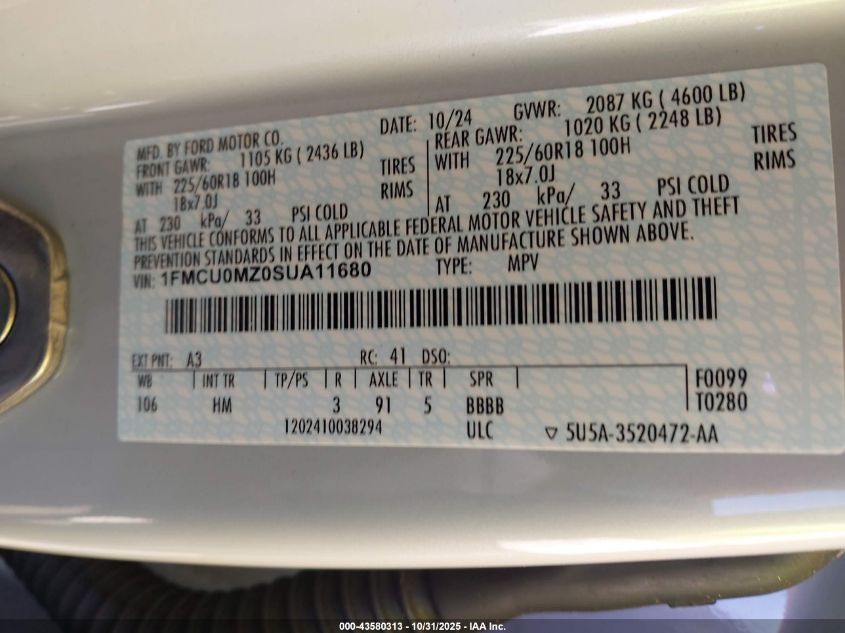 MFD. BY FORD MOTOR CO.
DATE: 10/24 GVWR: 2087 KG ( 4600 LB)
FRONT GAWR: 1105 KG ( 2436 LB)
WITH 225/60R18 100H TIRES
18x7.0J RIMS
AT 230 kPa/ 33 PSI COLD
REAR GAWR: 1020 KG ( 2248 LB)
WITH 225/60R18 100H TIRES
18x7.0J RIMS
AT 230 kPa/ 33 PSI COLD
THIS VEHICLE CONFORMS TO ALL APPLICABLE FEDERAL MOTOR VEHICLE SAFETY AND THEFT
PREVENTION STANDARDS IN EFFECT ON THE DATE OF MANUFACTURE SHOWN ABOVE.
VIN: 1FMCU0MZ0SUA11680 TYPE: MPV
EXT PNT: A3 RC: 41 DSO:
WB INT TR TP/PS R AXLE TR SPR F0099
106 HM 3 91 5 BBBB T0280
1202410038294 ULC ▽ 5U5A-3520472-AA
000-43580313 - 10/31/2025 - IAA Inc.